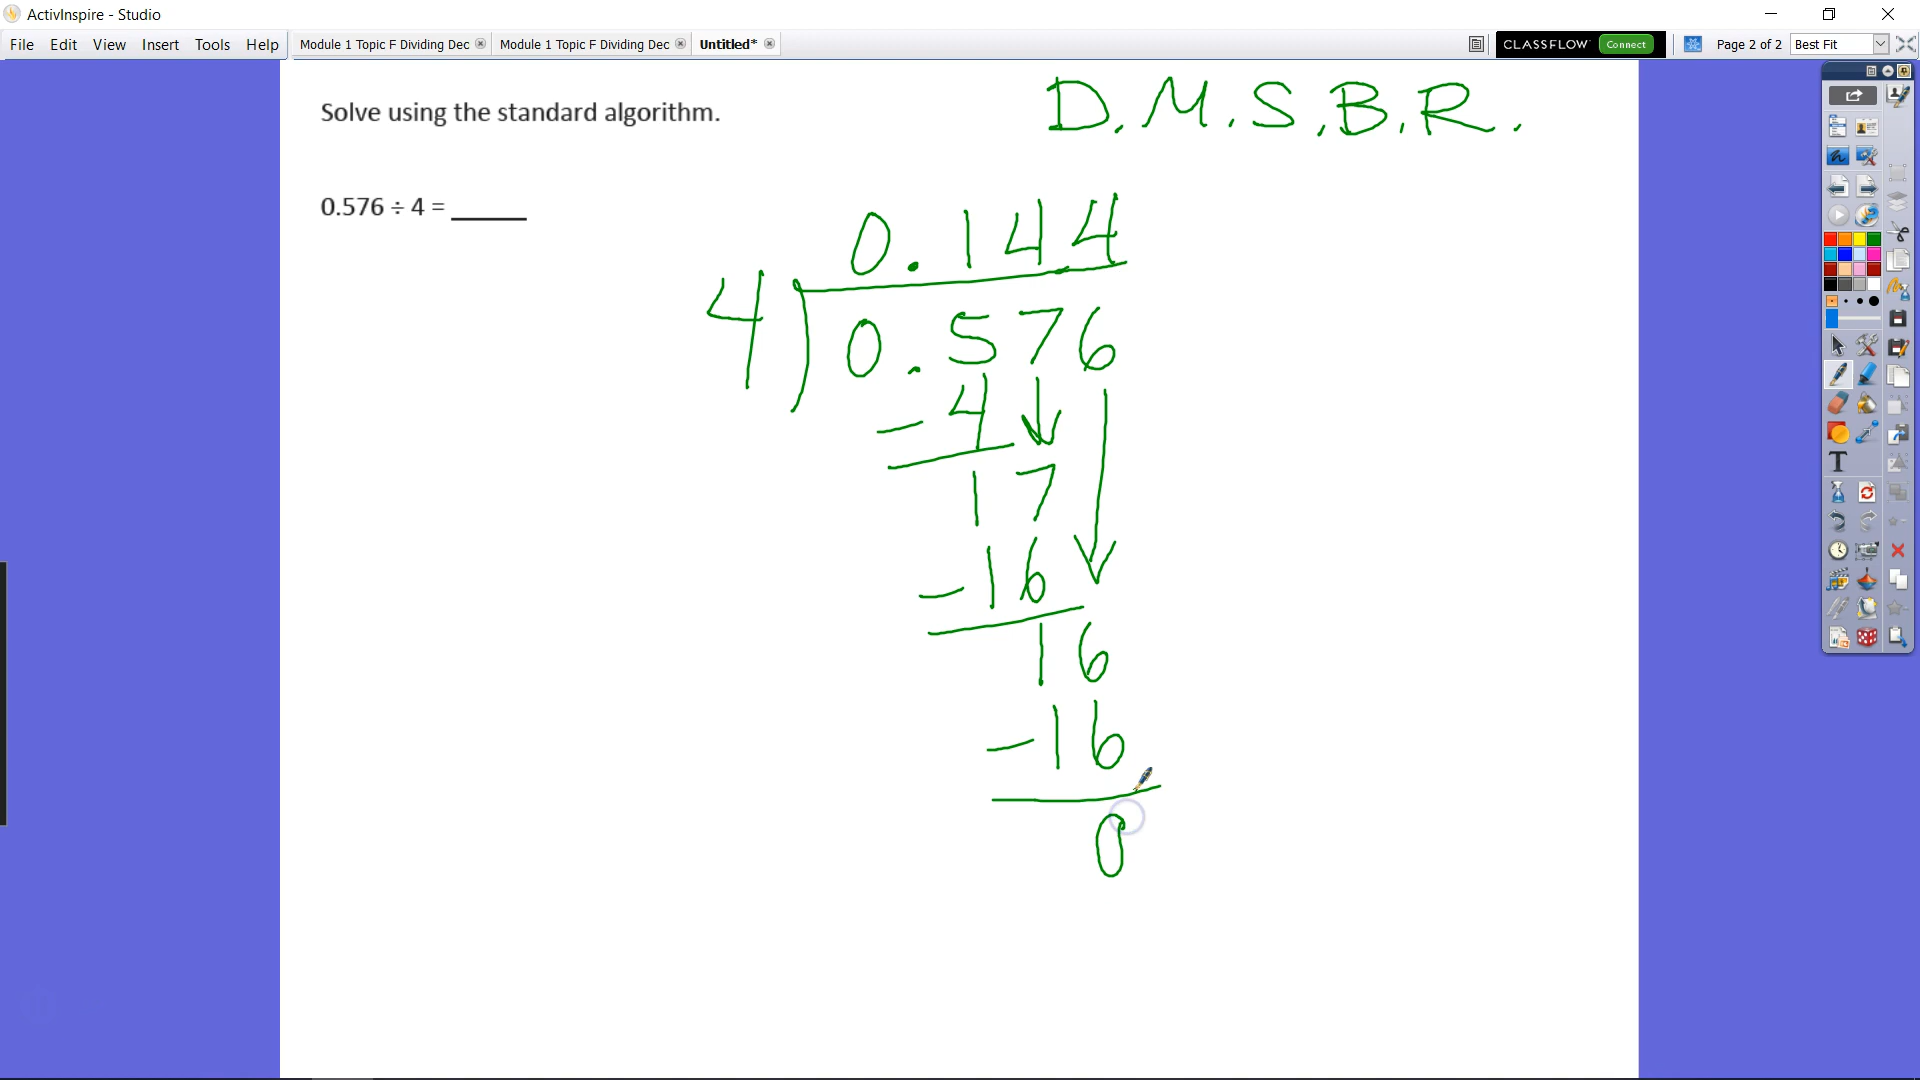 ActivInspire - Studio
File Edit View Insert Tools Help Module 1 Topic F Dividing Dec Module 1 Topic F Dividing Dec Untitled* CLASSFLOW Connect Page 2 of 2 Best Fit
Solve using the standard algorithm.
D.M.S.B.R.
0.576 ÷ 4 = ______
0.144
4 0.576
-4
17
-16
16
-16
0
T